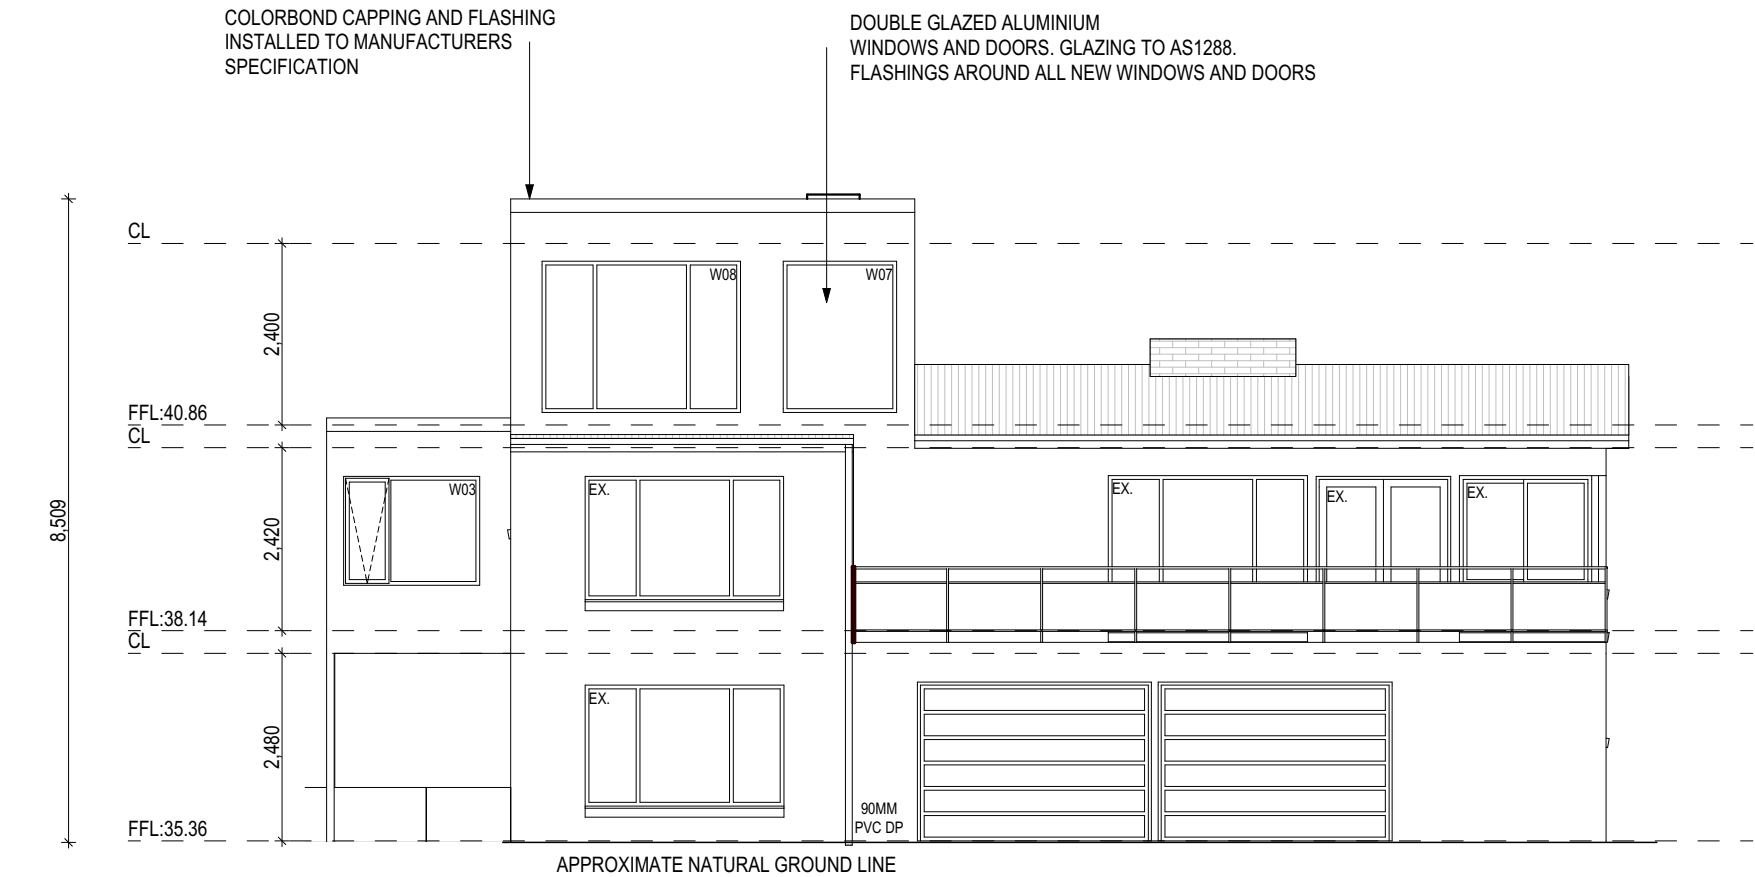 COLORBOND CAPPING AND FLASHING
INSTALLED TO MANUFACTURERS
SPECIFICATION
DOUBLE GLAZED ALUMINIUM
WINDOWS AND DOORS. GLAZING TO AS1288.
FLASHINGS AROUND ALL NEW WINDOWS AND DOORS
CL
W08
W07
2,400
FFL:40.86
CL
W03
EX.
EX.
EX.
EX.
8,509
2,420
FFL:38.14
CL
EX.
2,480
90MM
PVC DP
FFL:35.36
APPROXIMATE NATURAL GROUND LINE